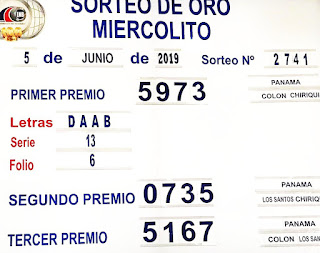 SORTEO DE ORO
MIERCOLITO
5 de JUNIO de 2019 Sorteo Nº 2741
PRIMER PREMIO 5973 PANAMA
COLON CHIRIQUI
Letras DAAB
Serie 13
Folio 6
SEGUNDO PREMIO 0735 PANAMA
LOS SANTOS CHIRIQUI
TERCER PREMIO 5167 PANAMA
COLON LOS SAN